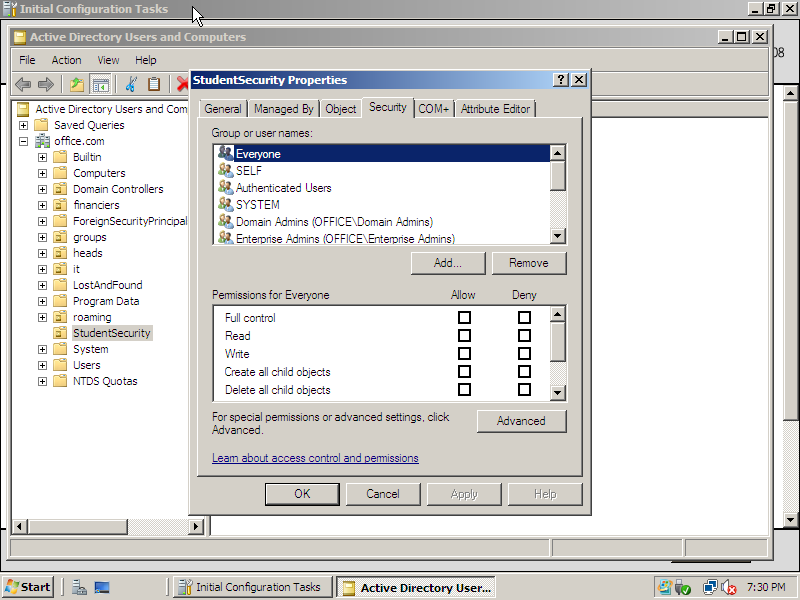 Initial Configuration Tasks
08
Active Directory Users and Computers
File Action View Help
StudentSecurity Properties
General Managed By Object Security COM+ Attribute Editor
Active Directory Users and Com
Saved Queries
office.com
Builtin
Computers
Domain Controllers
financiers
ForeignSecurityPrincipal
groups
heads
it
LostAndFound
Program Data
roaming
StudentSecurity
System
Users
NTDS Quotas
Group or user names:
Everyone
SELF
Authenticated Users
SYSTEM
Domain Admins (OFFICE\Domain Admins)
Enterprise Admins (OFFICE\Enterprise Admins)
Add... Remove
Permissions for Everyone Allow Deny
Full control
Read
Write
Create all child objects
Delete all child objects
For special permissions or advanced settings, click
Advanced.
Advanced
Learn about access control and permissions
OK Cancel Apply Help
Start Initial Configuration Tasks Active Directory User... 7:30 PM